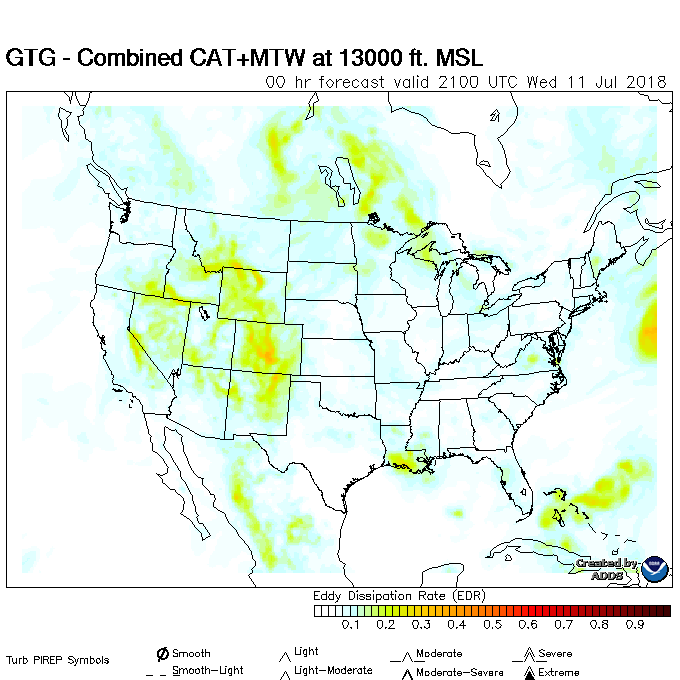 GTG - Combined CAT+MTW at 13000 ft. MSL
00 hr forecast valid 2100 UTC Wed 11 Jul 2018
Created by
ADDS
Eddy Dissipation Rate (EDR)
0.1 0.2 0.3 0.4 0.5 0.6 0.7 0.8 0.9
Turb PIREP Symbols
Smooth Light Moderate Severe
Smooth-Light Light-Moderate Moderate-Severe Extreme